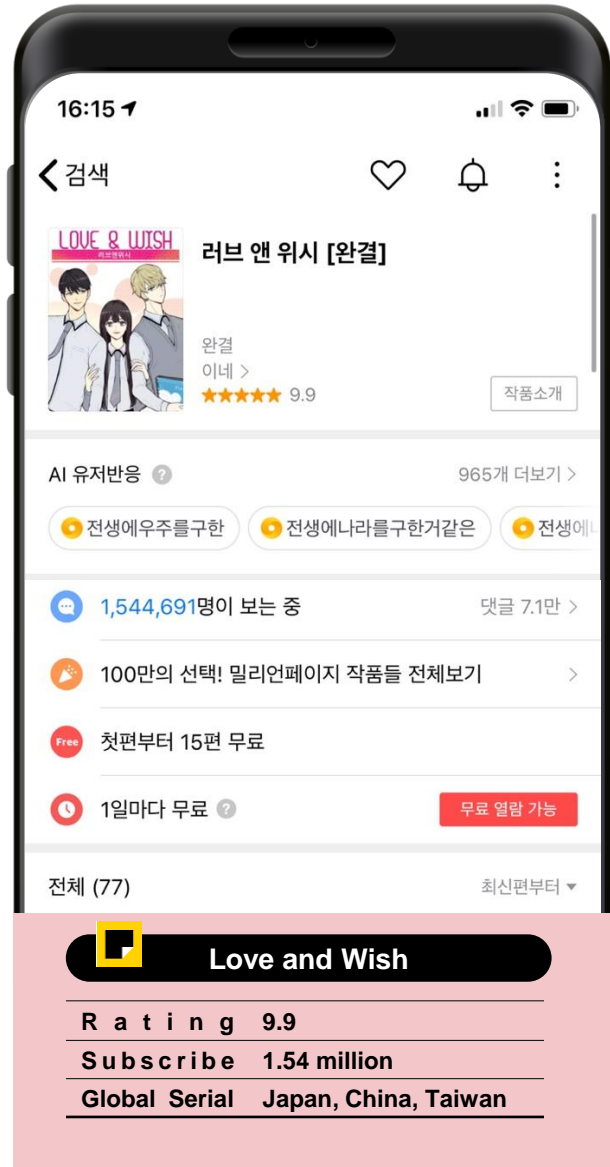 16:15
검색
LOVE & WISH
러브앤위시
러브 앤 위시 [완결]
완결
이네 >
9.9
작품소개
AI 유저반응 ?
965개 더보기 >
전생에우주를구한
전생에나라를구한거같은
전생에
1,544,691명이 보는 중
댓글 7.1만 >
100만의 선택! 밀리언페이지 작품들 전체보기
Free 첫편부터 15편 무료
1일마다 무료 ?
무료 열람 가능
전체 (77)
최신편부터
Love and Wish
Rating 9.9
Subscribe 1.54 million
Global Serial Japan, China, Taiwan